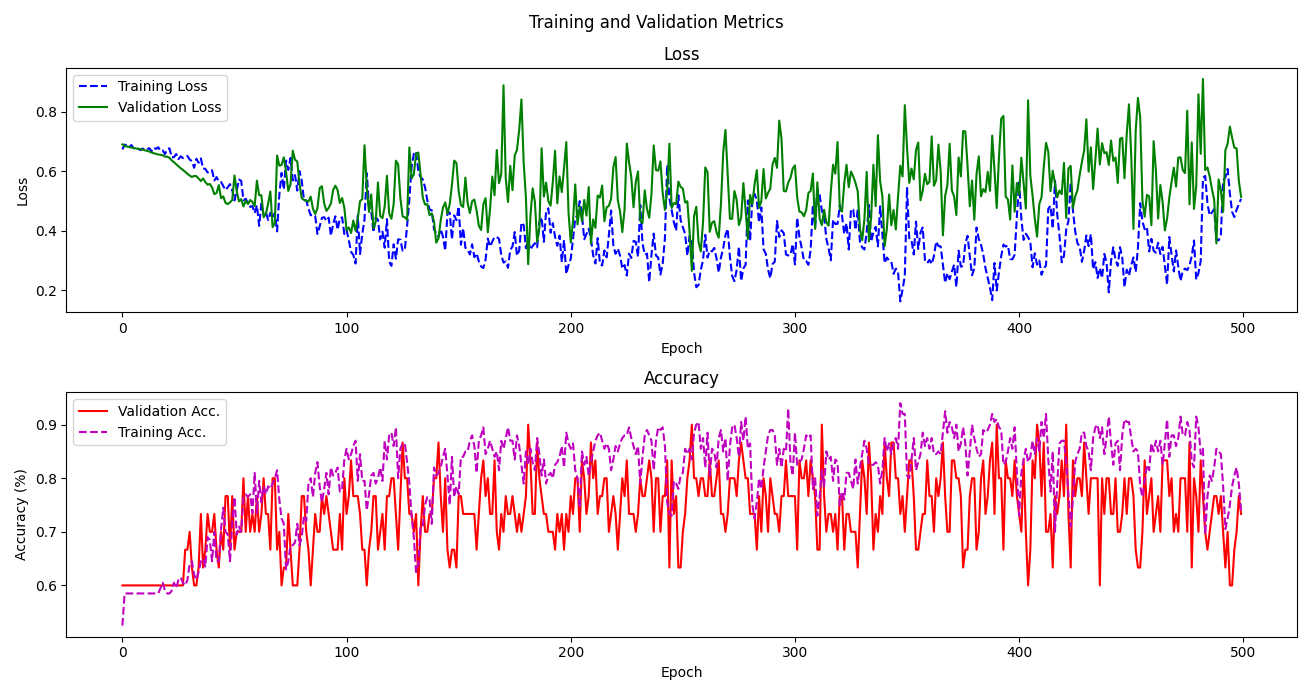 Training and Validation Metrics
Loss
Training Loss
Validation Loss
0.8
0.6
0.4
0.2
Loss
0 100 200 300 400 500
Epoch
Accuracy
Validation Acc.
Training Acc.
0.9
0.8
0.7
0.6
Accuracy (%)
0 100 200 300 400 500
Epoch